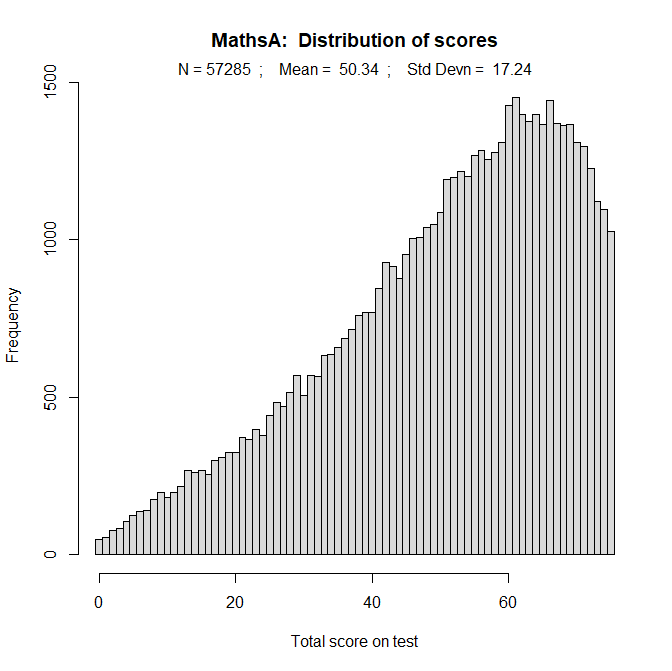 MathsA:  Distribution of scores
N = 57285  ;    Mean =  50.34  ;    Std Devn =  17.24
Frequency
1500
1000
500
0
0 20 40 60
Total score on test